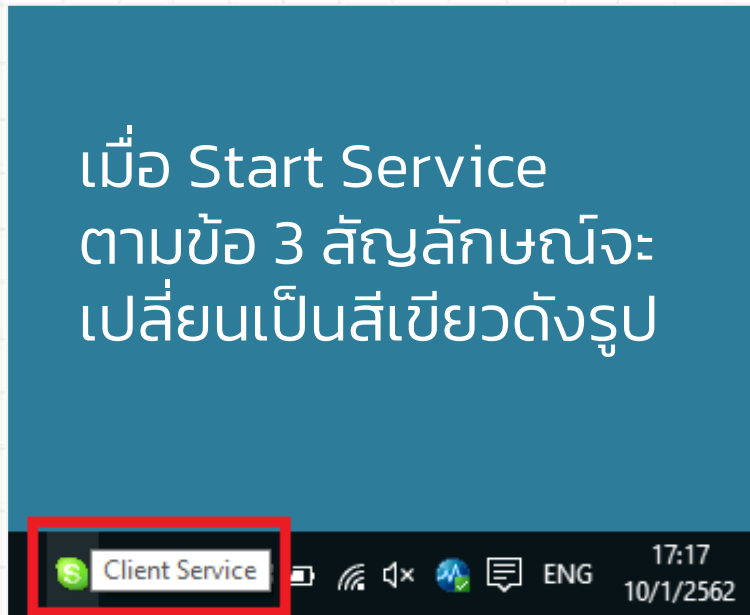 เมื่อ Start Service
ตามข้อ 3 สัญลักษณ์จะ
เปลี่ยนเป็นสีเขียวดังรูป
S Client Service ENG 17:17
10/1/2562